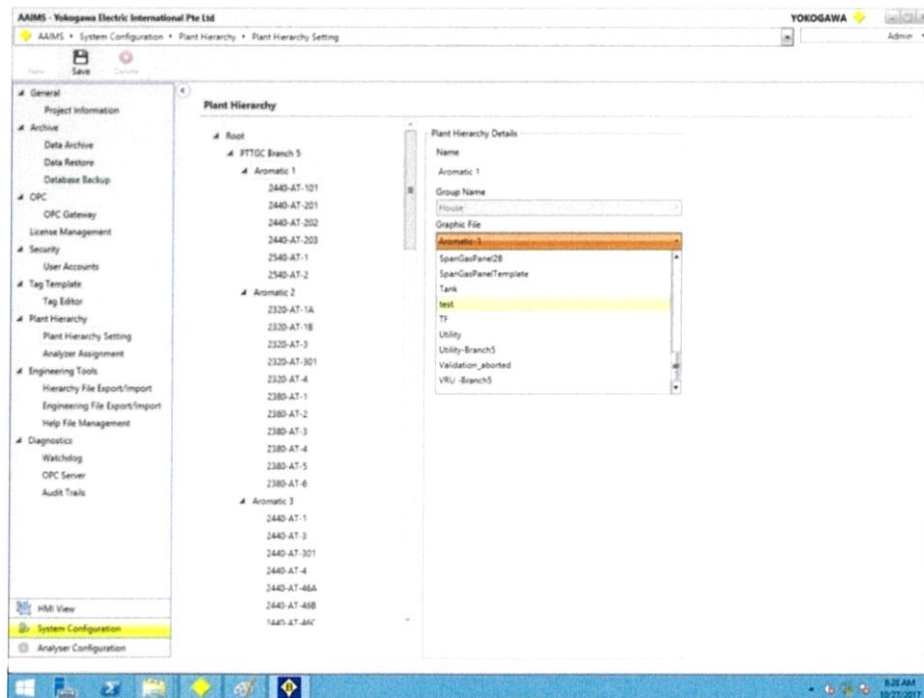 AAIMS - Yokogawa Electric International Pte Ltd
YOKOGAWA
AAIMS • System Configuration • Plant Hierarchy • Plant Hierarchy Setting
Admin
New
Save
Delete
General
Project Information
Archive
Data Archive
Data Restore
Database Backup
OPC
OPC Gateway
License Management
Security
User Accounts
Tag Template
Tag Editor
Plant Hierarchy
Plant Hierarchy Setting
Analyzer Assignment
Engineering Tools
Hierarchy File Export/Import
Engineering File Export/Import
Help File Management
Diagnostics
Watchdog
OPC Server
Audit Trails
HMI View
System Configuration
Analyser Configuration
Plant Hierarchy
Root
PTTGC Branch 5
Aromatic 1
2440-AT-101
2440-AT-201
2440-AT-202
2440-AT-203
2540-AT-1
2540-AT-2
Aromatic 2
2320-AT-1A
2320-AT-1B
2320-AT-3
2320-AT-301
2320-AT-4
2380-AT-1
2380-AT-2
2380-AT-3
2380-AT-4
2380-AT-5
2380-AT-6
Aromatic 3
2440-AT-1
2440-AT-3
2440-AT-301
2440-AT-4
2440-AT-46A
2440-AT-46B
2440-AT-46C
Plant Hierarchy Details
Name
Aromatic 1
Group Name
House
Graphic File
Aromatic 1
SpanGasPanel2B
SpanGasPanelTemplate
Tank
test
TF
Utility
Utility-Branch5
Validation_aborted
VRU -Branch5
8:28 AM